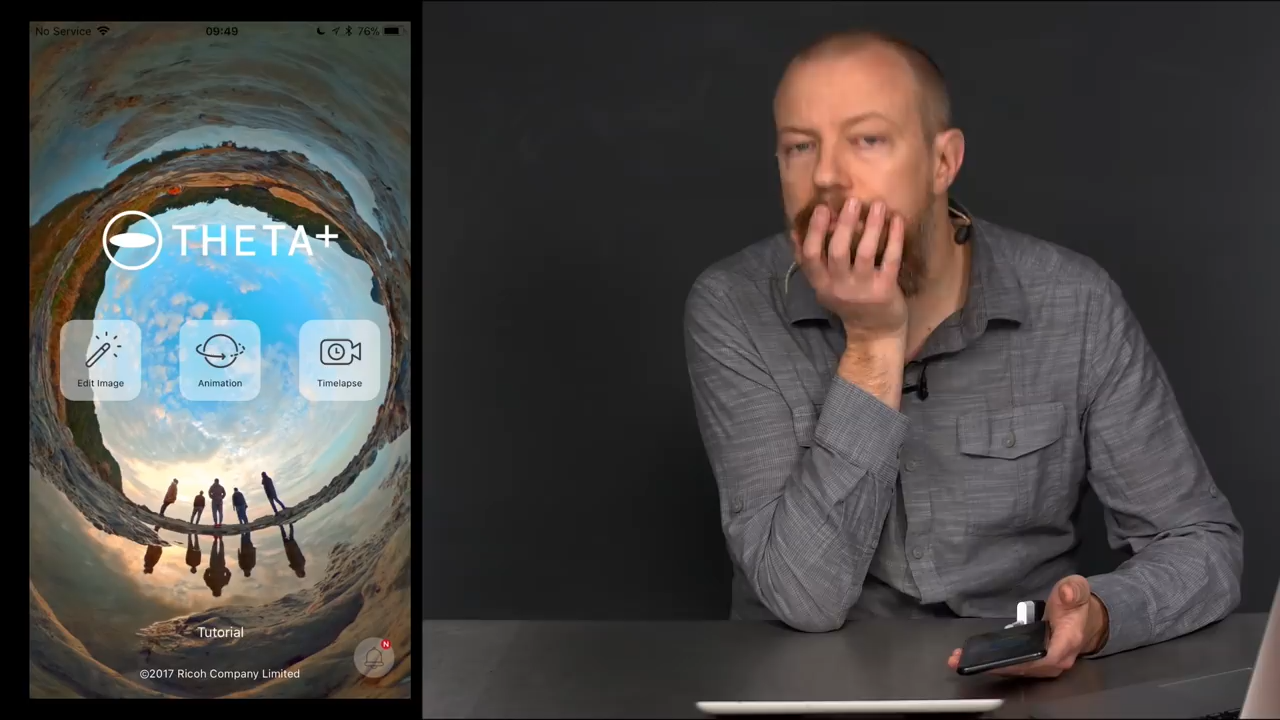 No Service 09:49 76%
THETA+
Edit Image Animation Timelapse
Tutorial
N
©2017 Ricoh Company Limited